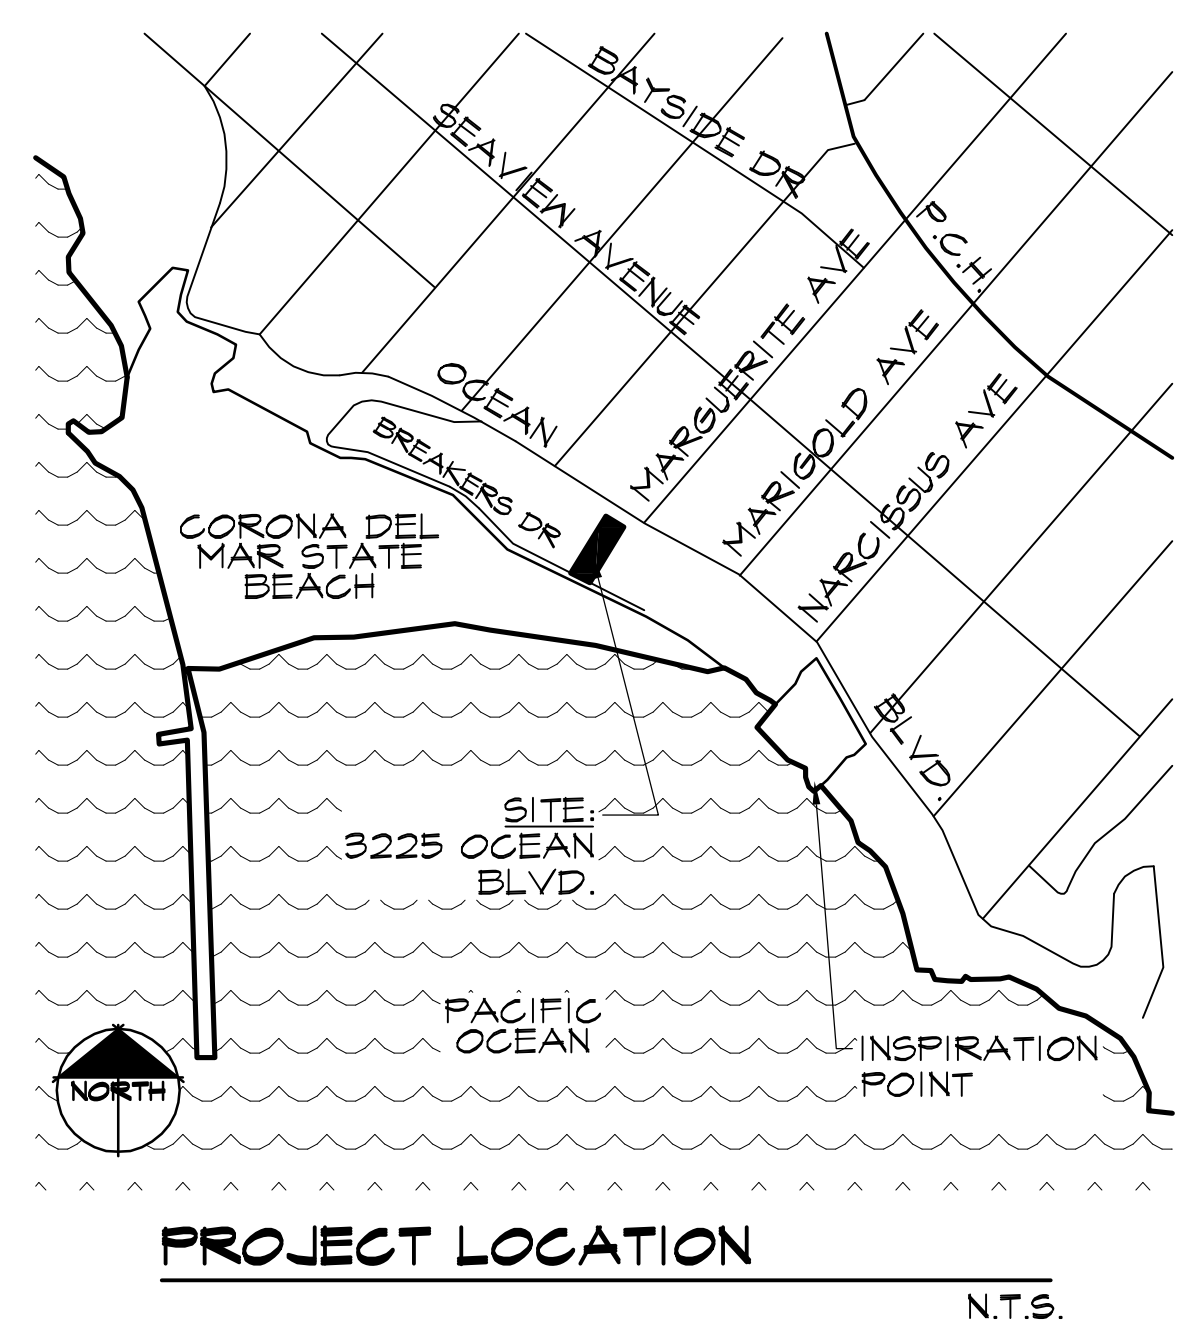 BAYSIDE DR
SEAVIEW AVENUE
P.C.H.
MARGUERITE AVE
MARIGOLD AVE
NARCISSUS AVE
OCEAN
BREAKERS DR
CORONA DEL
MAR STATE
BEACH
BLVD.
SITE:
3225 OCEAN
BLVD.
PACIFIC
OCEAN
INSPIRATION
POINT
NORTH
PROJECT LOCATION
N.T.S.